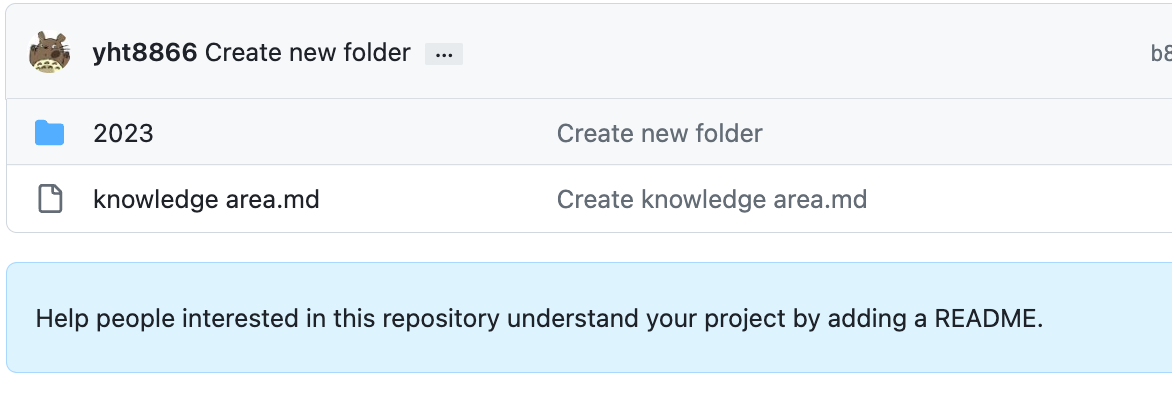 yht8866 Create new folder ...
b8
2023 Create new folder
knowledge area.md Create knowledge area.md
Help people interested in this repository understand your project by adding a README.